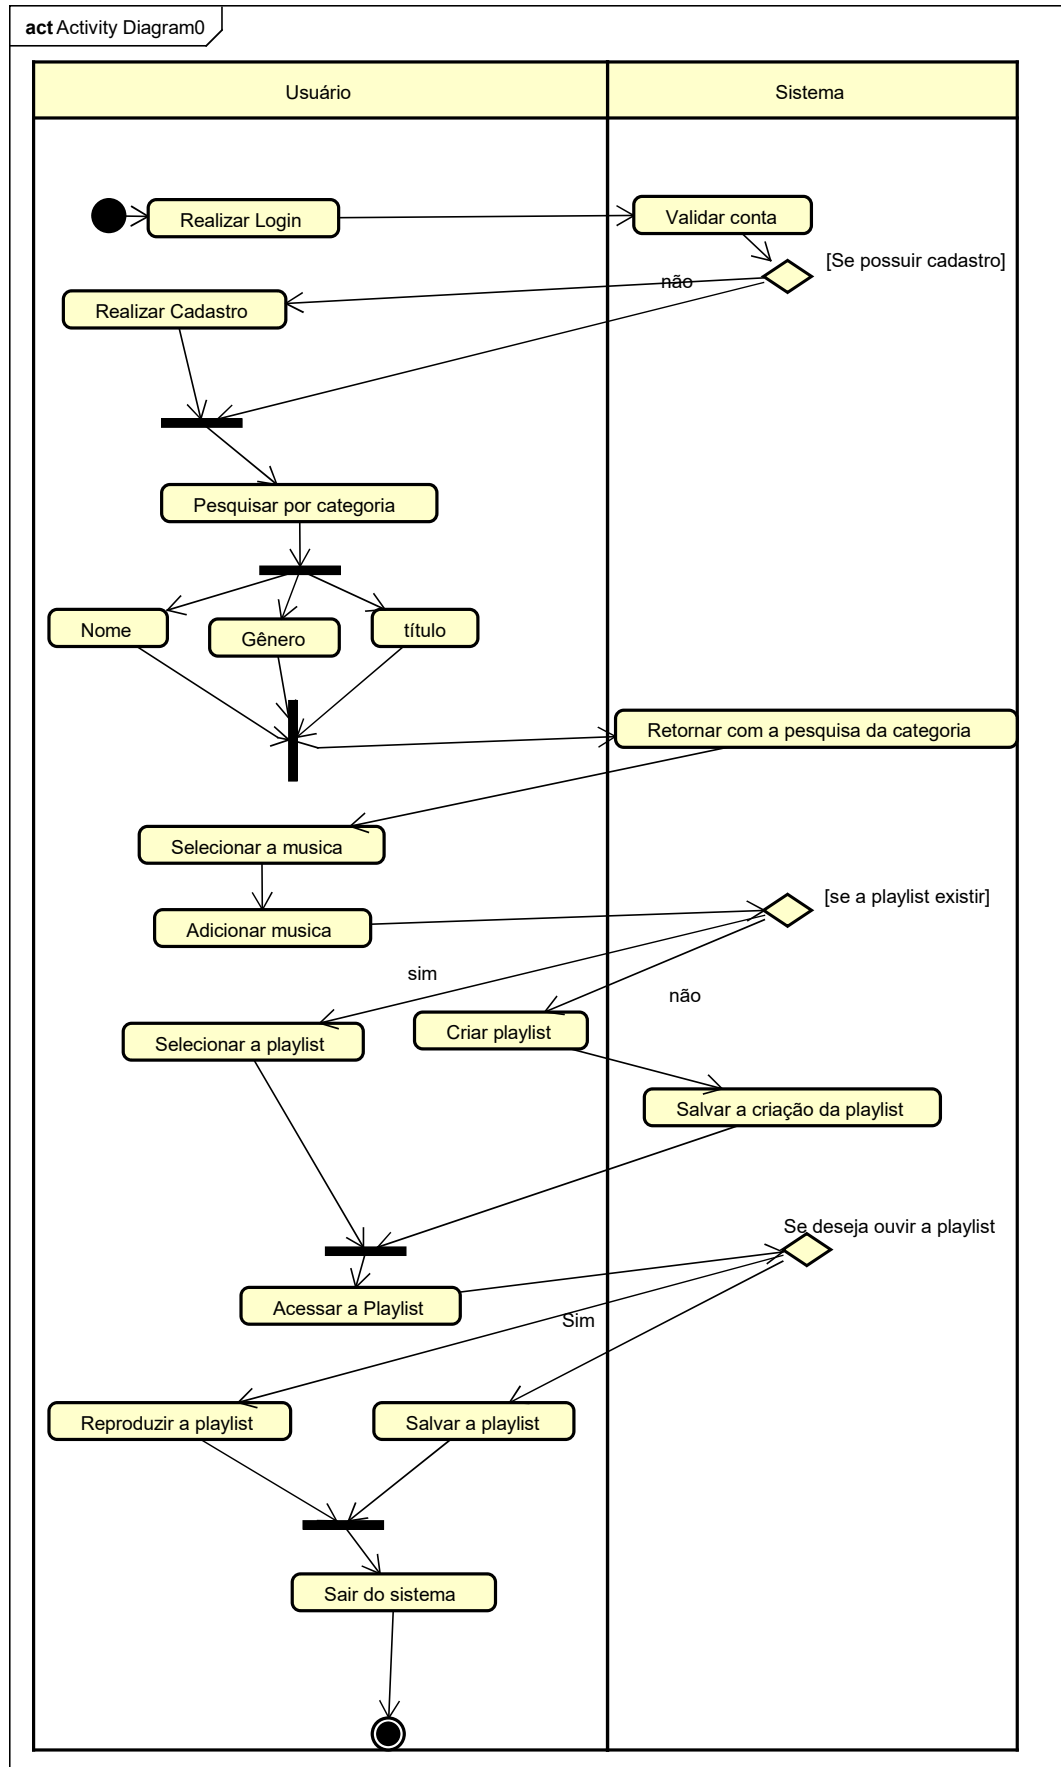 act Activity Diagram0
Usuário
Sistema
Realizar Login
Validar conta
[Se possuir cadastro]
não
Realizar Cadastro
Pesquisar por categoria
Nome
Gênero
título
Retornar com a pesquisa da categoria
Selecionar a musica
[se a playlist existir]
Adicionar musica
sim
não
Selecionar a playlist
Criar playlist
Salvar a criação da playlist
Se deseja ouvir a playlist
Acessar a Playlist
Sim
Reproduzir a playlist
Salvar a playlist
Sair do sistema